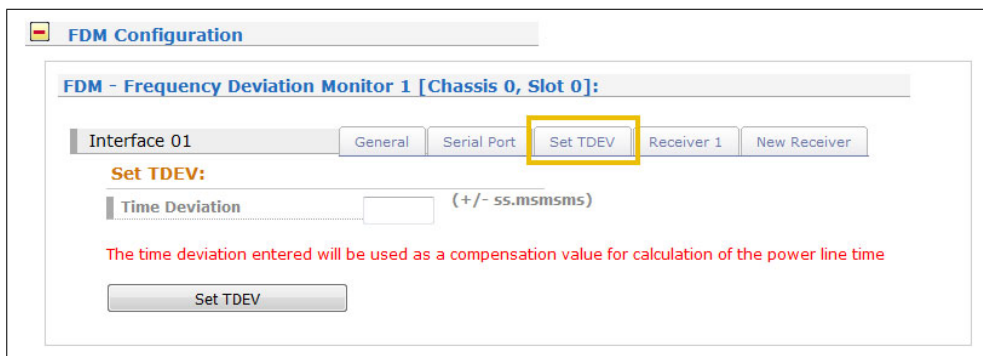 FDM Configuration
FDM - Frequency Deviation Monitor 1 [Chassis 0, Slot 0]:
Interface 01 General Serial Port Set TDEV Receiver 1 New Receiver
Set TDEV:
Time Deviation (+/- ss.msmsms)
The time deviation entered will be used as a compensation value for calculation of the power line time
Set TDEV